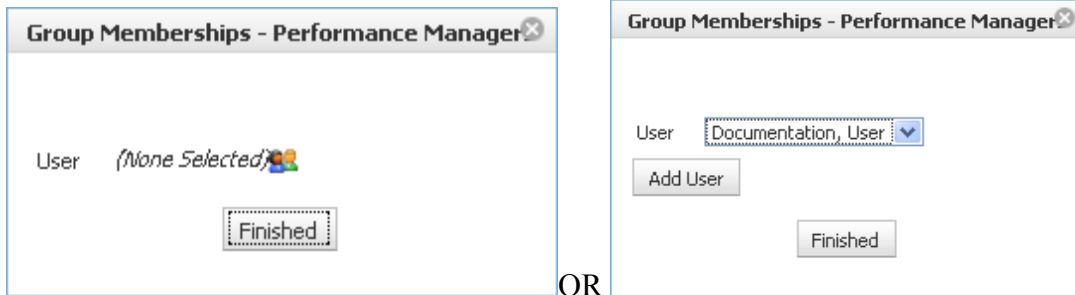 Group Memberships - Performance Manager
User (None Selected)
Finished
OR
Group Memberships - Performance Manager
User Documentation, User
Add User
Finished